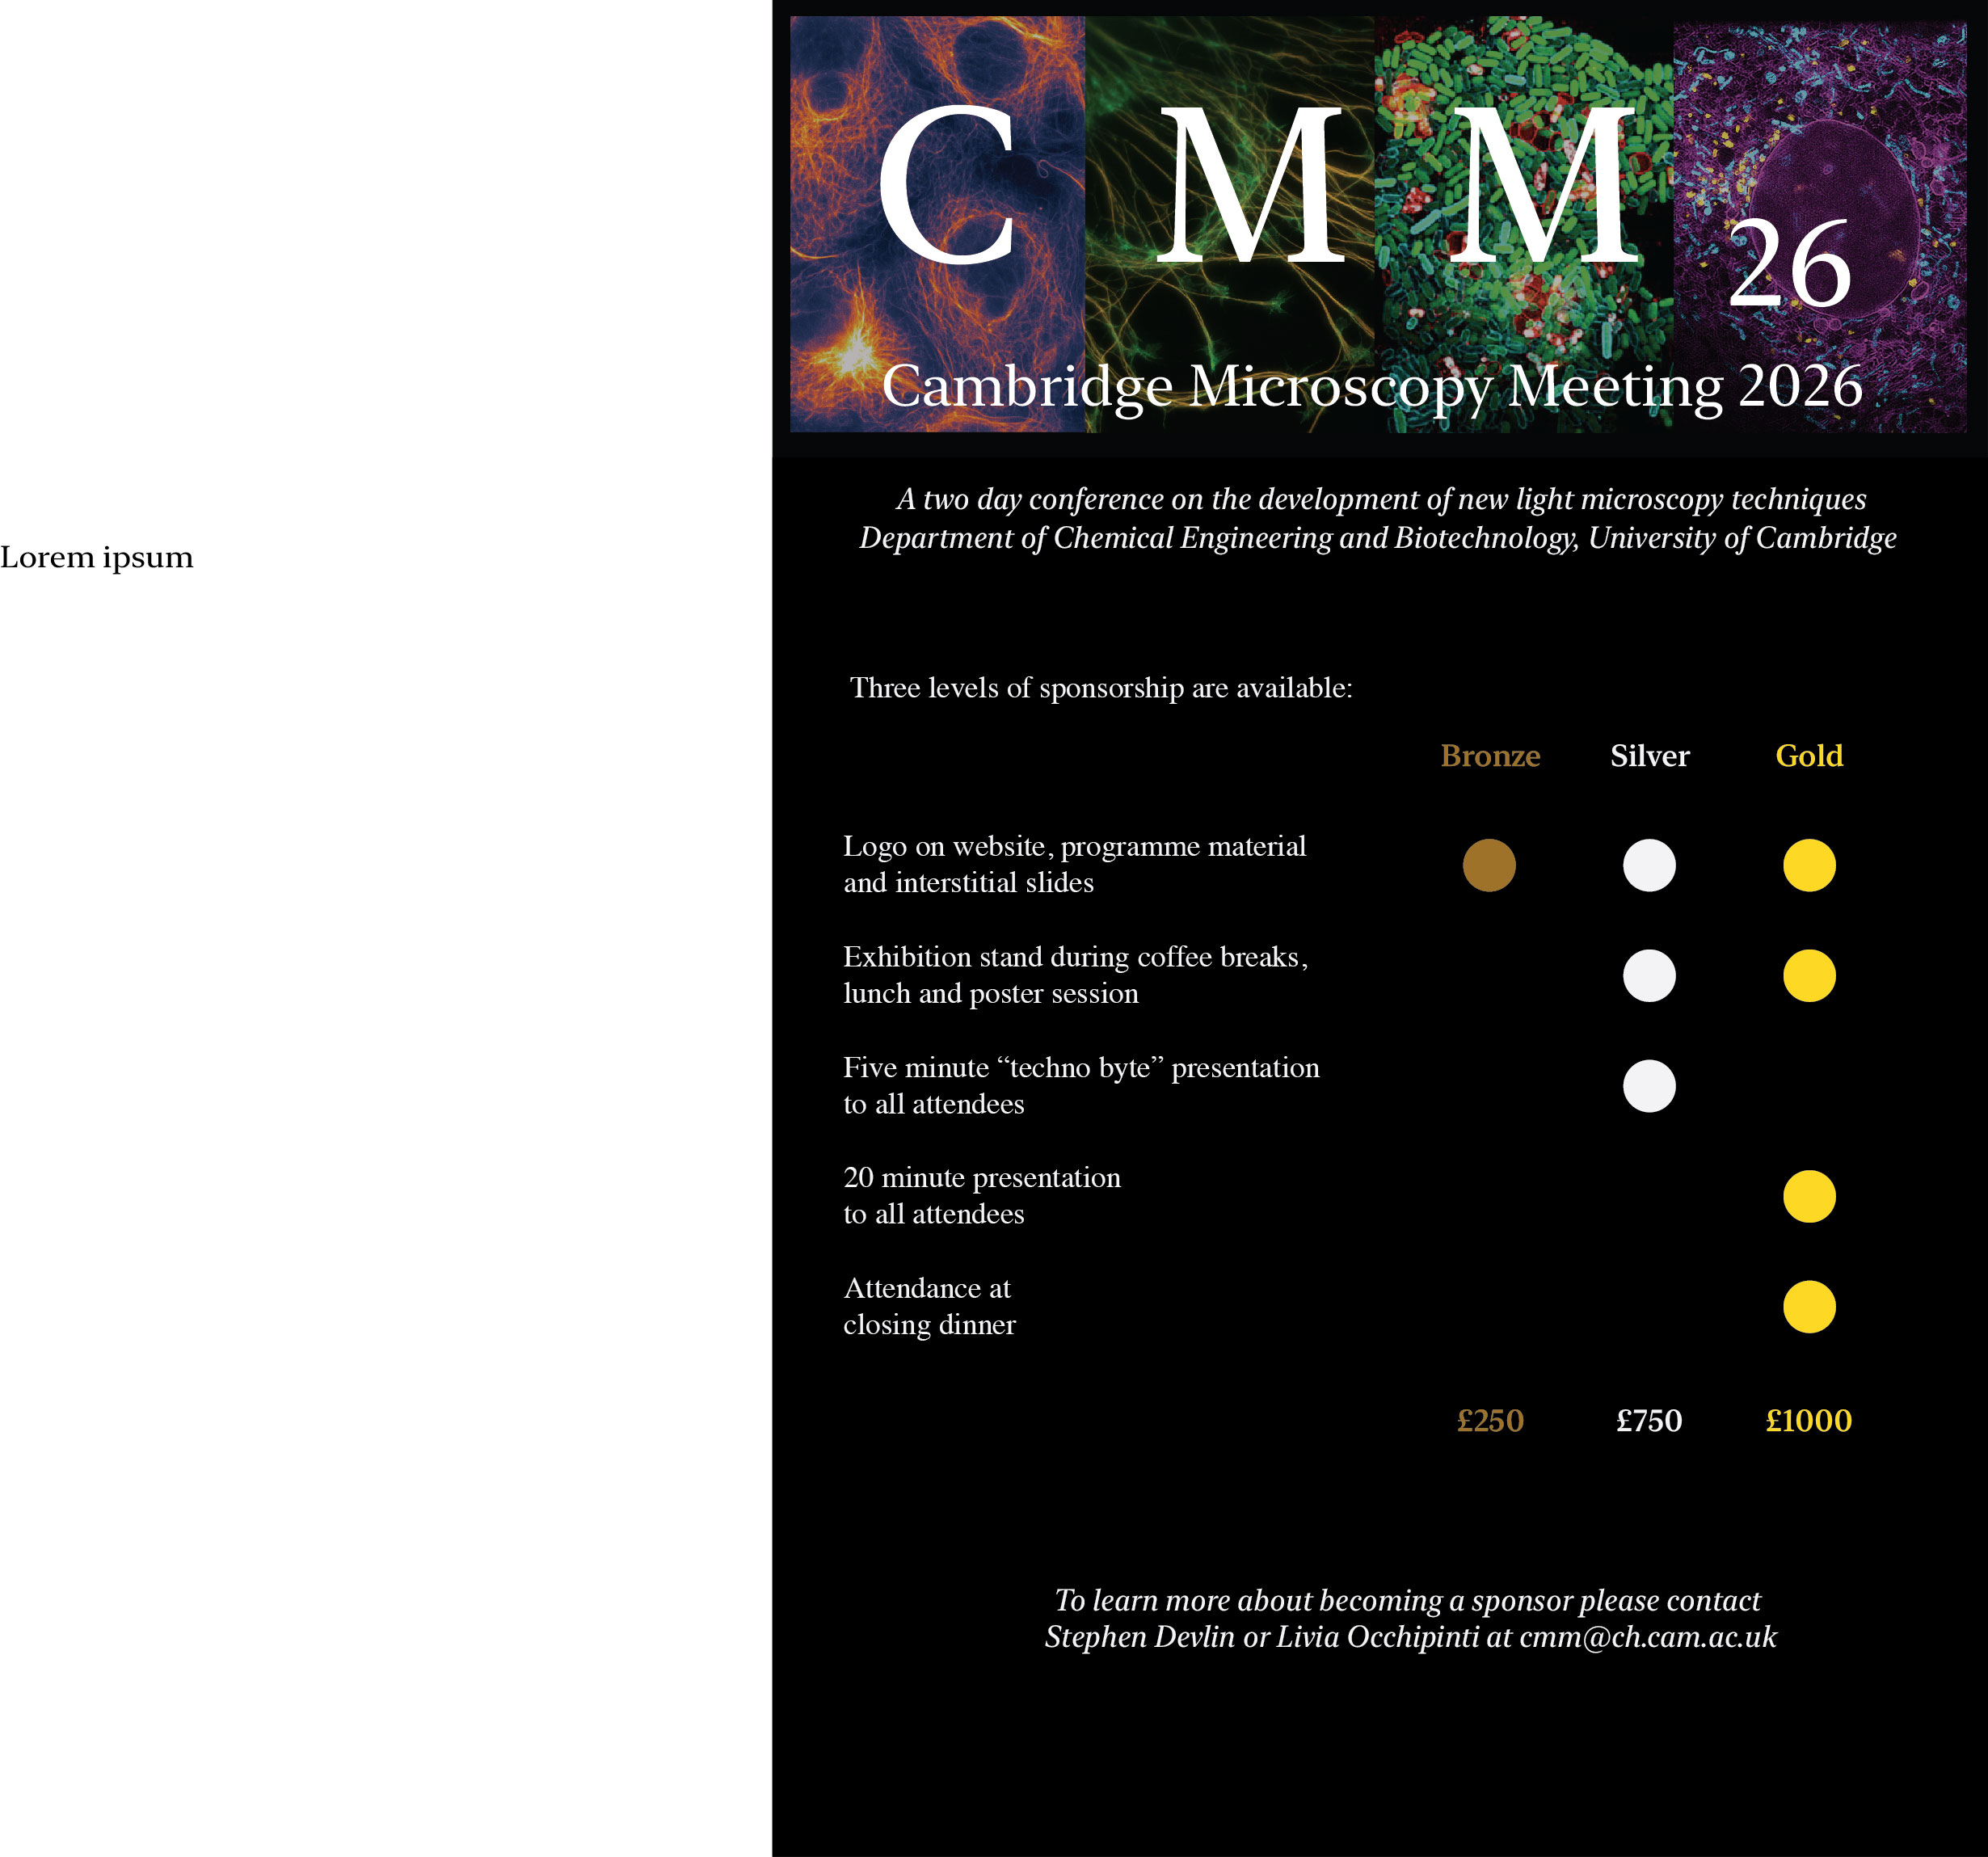 C M M 26
Cambridge Microscopy Meeting 2026
A two day conference on the development of new light microscopy techniques
Department of Chemical Engineering and Biotechnology, University of Cambridge
Lorem ipsum
Three levels of sponsorship are available:
Bronze Silver Gold
Logo on website, programme material
and interstitial slides
Exhibition stand during coffee breaks,
lunch and poster session
Five minute “techno byte” presentation
to all attendees
20 minute presentation
to all attendees
Attendance at
closing dinner
£250 £750 £1000
To learn more about becoming a sponsor please contact
Stephen Devlin or Livia Occhipinti at cmm@ch.cam.ac.uk